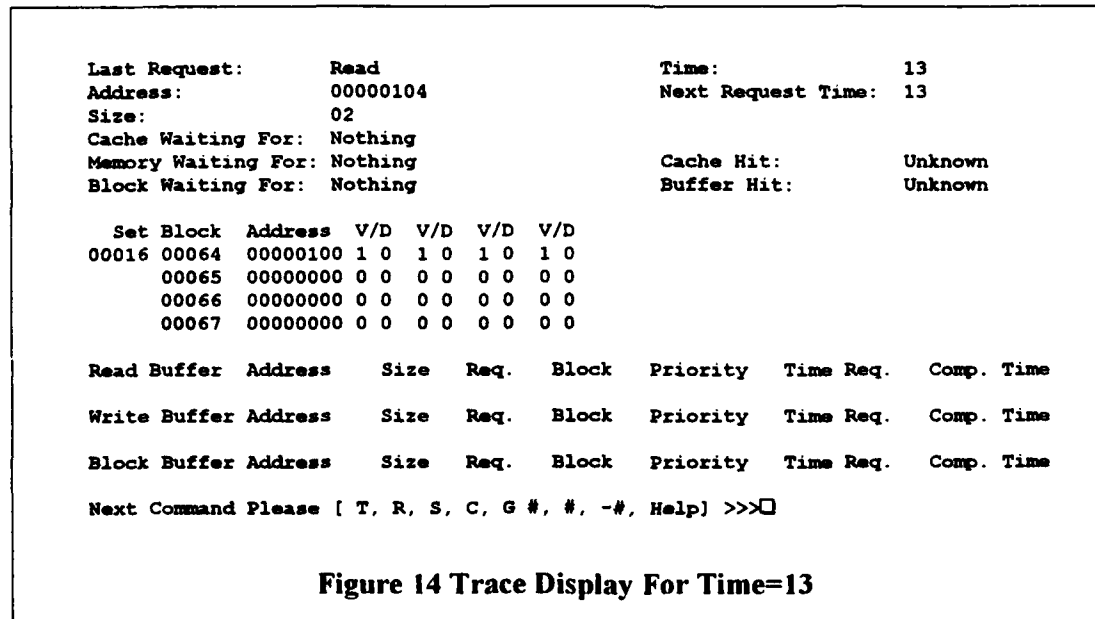 Last Request: Read Time: 13
Address: 00000104 Next Request Time: 13
Size: 02
Cache Waiting For: Nothing
Memory Waiting For: Nothing Cache Hit: Unknown
Block Waiting For: Nothing Buffer Hit: Unknown
Set Block Address V/D V/D V/D V/D
00016 00064 00000100 1 0 1 0 1 0 1 0
00065 00000000 0 0 0 0 0 0 0 0
00066 00000000 0 0 0 0 0 0 0 0
00067 00000000 0 0 0 0 0 0 0 0
Read Buffer Address Size Req. Block Priority Time Req. Comp. Time
Write Buffer Address Size Req. Block Priority Time Req. Comp. Time
Block Buffer Address Size Req. Block Priority Time Req. Comp. Time
Next Command Please [ T, R, S, C, G #, #, -#, Help] >>>
Figure 14 Trace Display For Time=13